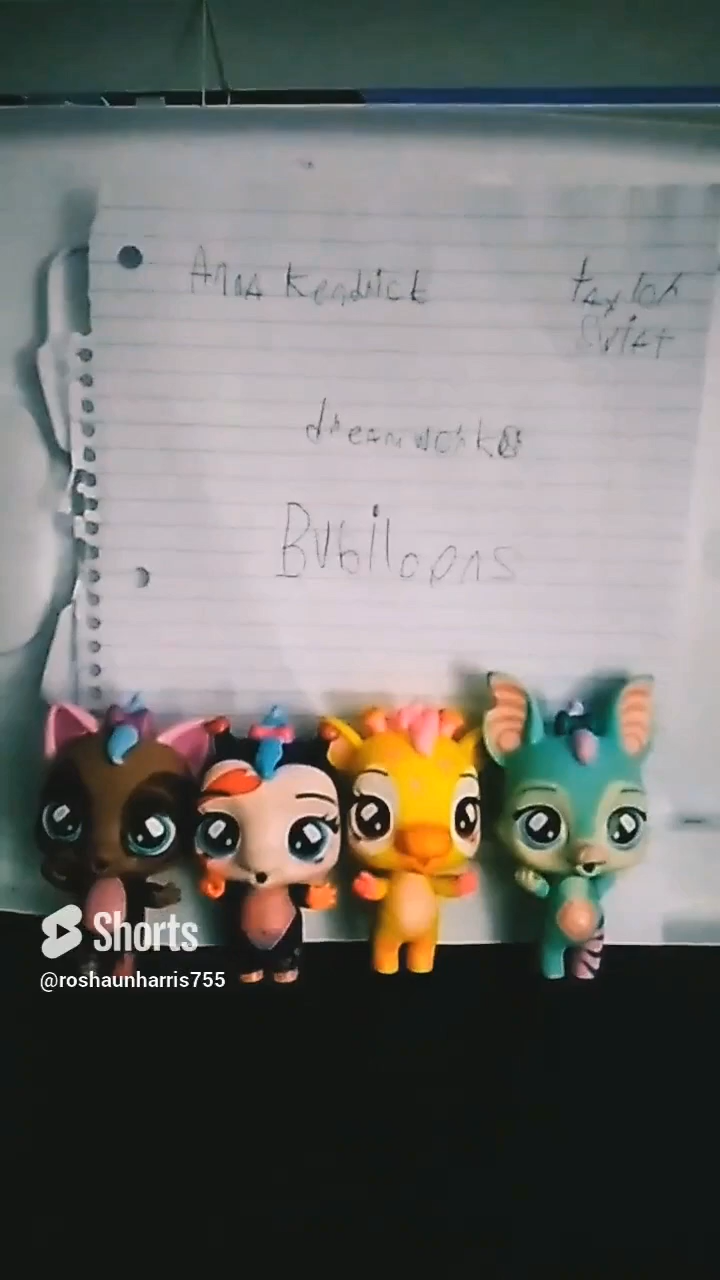 Anna Kendrick
taylor
swift
dreamworks
Bubiloons
Shorts
@roshaunharris755